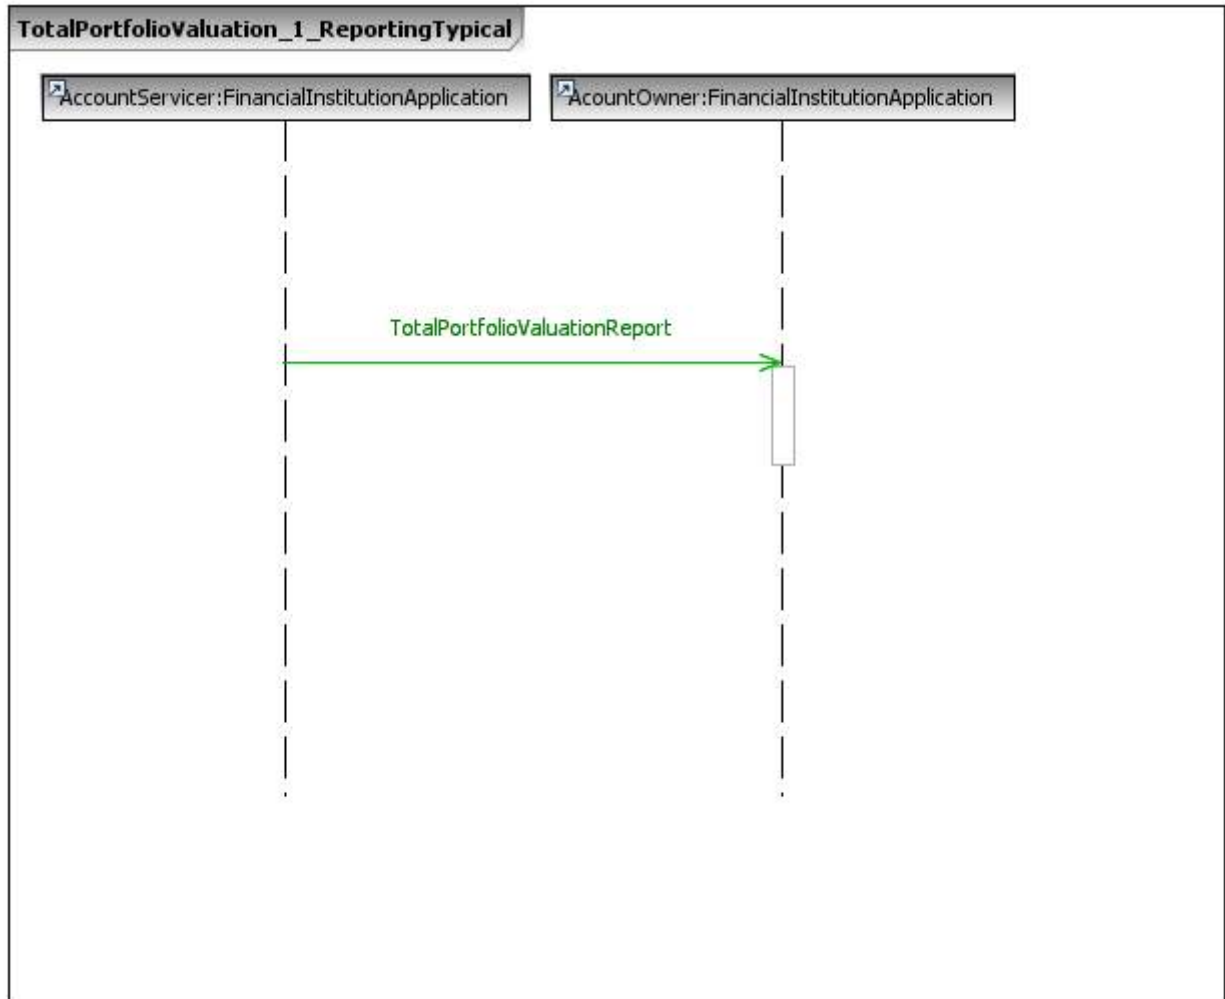 TotalPortfolioValuation_1_ReportingTypical
AccountServicer:FinancialInstitutionApplication
AcountOwner:FinancialInstitutionApplication
TotalPortfolioValuationReport